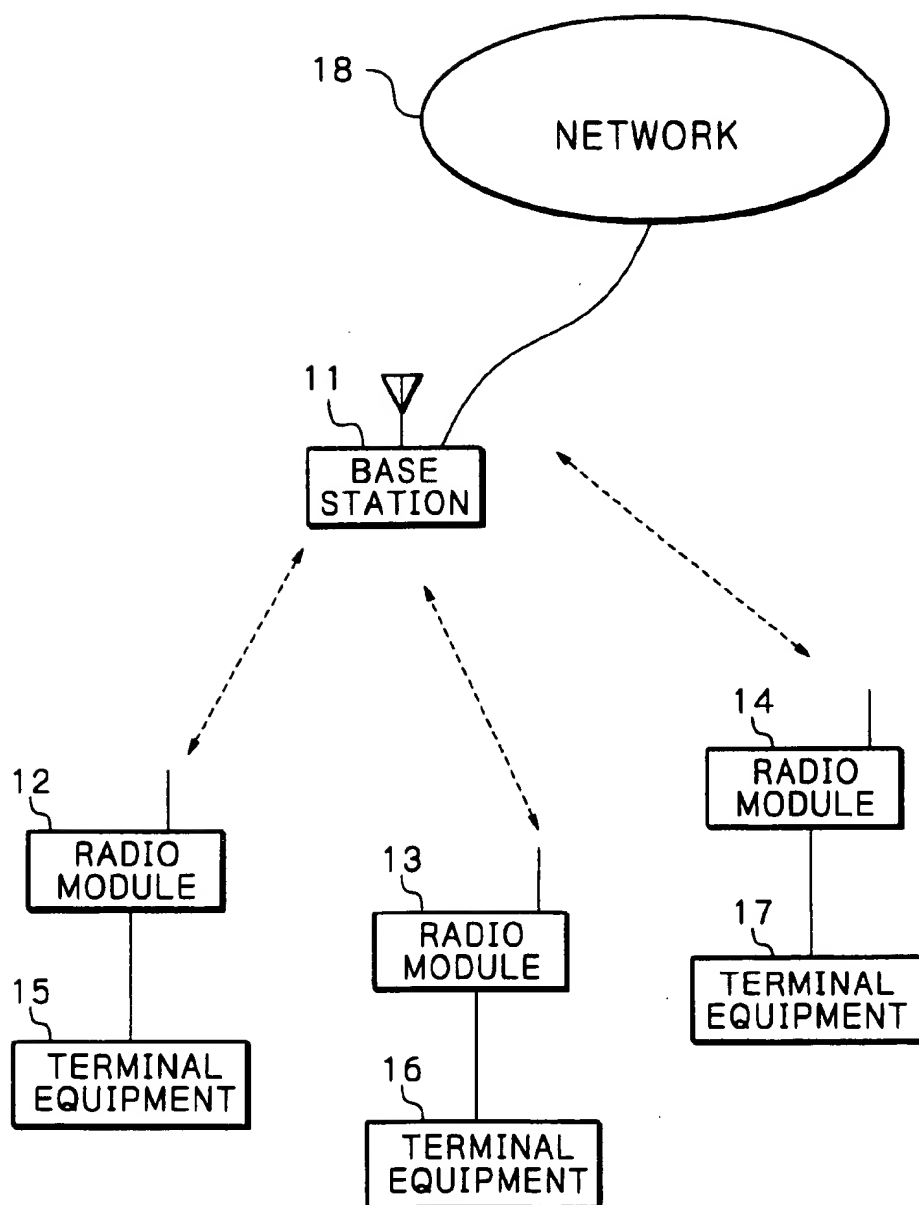 18
NETWORK
11
BASE
STATION
14
RADIO
MODULE
12
RADIO
MODULE
13
RADIO
MODULE
17
TERMINAL
EQUIPMENT
15
TERMINAL
EQUIPMENT
16
TERMINAL
EQUIPMENT